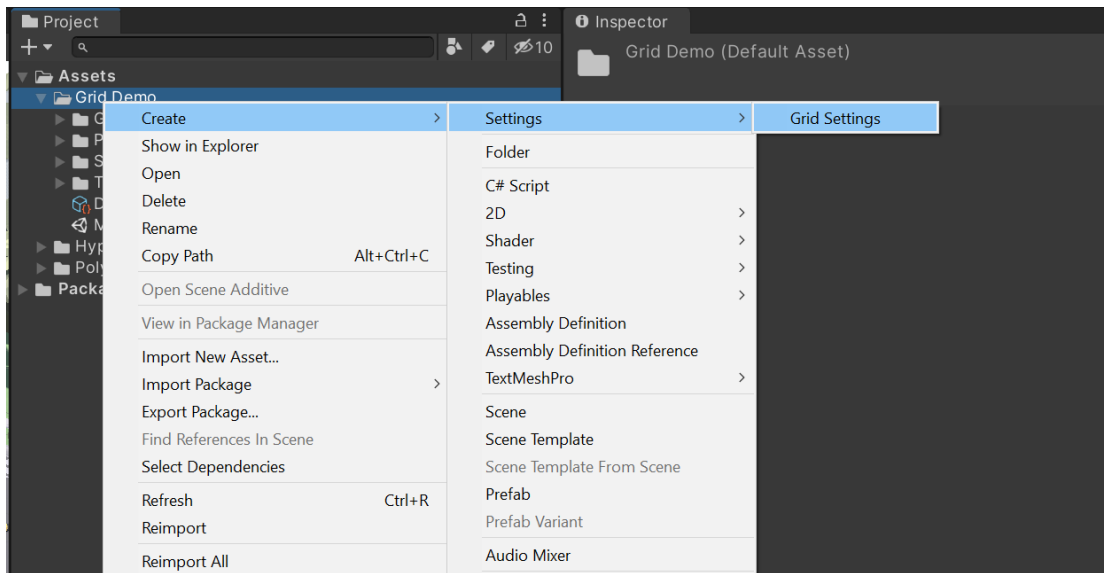 Project
Inspector
10
Grid Demo (Default Asset)
Assets
Grid Demo
Create
Settings
Grid Settings
Show in Explorer
Folder
Open
C# Script
Delete
2D
Rename
Shader
Copy Path Alt+Ctrl+C
Testing
Playables
Open Scene Additive
Assembly Definition
View in Package Manager
Assembly Definition Reference
Import New Asset...
TextMeshPro
Import Package
Export Package...
Scene
Find References In Scene
Scene Template
Select Dependencies
Scene Template From Scene
Refresh Ctrl+R
Prefab
Reimport
Prefab Variant
Reimport All
Audio Mixer